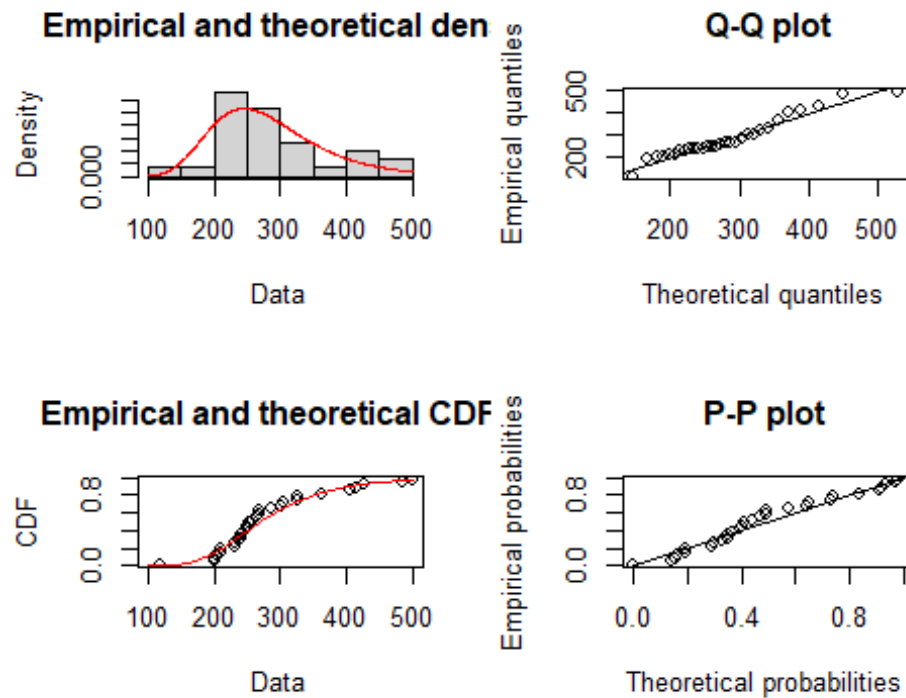 Empirical and theoretical den
Density
0.000
100 200 300 400 500
Data
Q-Q plot
Empirical quantiles
200 500
200 300 400 500
Theoretical quantiles
Empirical and theoretical CDF
CDF
0.0 0.8
100 200 300 400 500
Data
P-P plot
Empirical probabilities
0.0 0.8
0.0 0.4 0.8
Theoretical probabilities